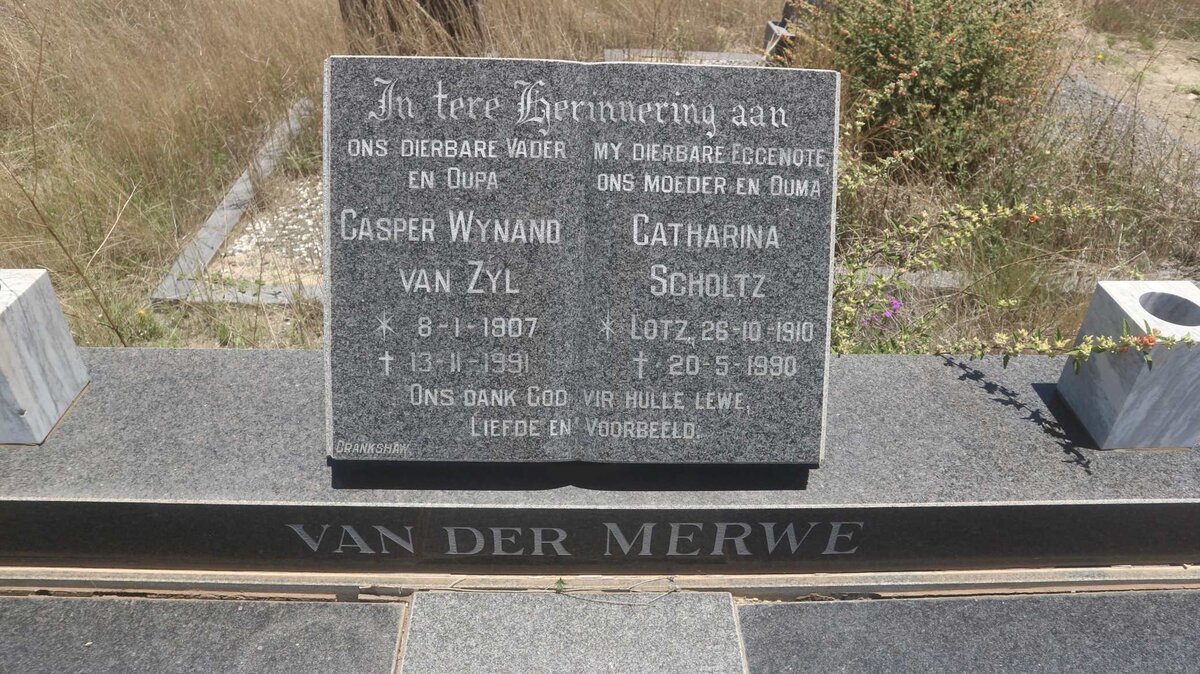 In tere Herinnering aan
ONS DIERBARE VADER
EN OUPA
CASPER WYNAND
VAN ZYL
* 8-1-1907
† 13-11-1991
MY DIERBARE EGGENOTE,
ONS MOEDER EN OUMA
CATHARINA
SCHOLTZ
* LOTZ, 26-10-1910
† 20-5-1990
ONS DANK GOD VIR HULLE LEWE,
LIEFDE EN VOORBEELD.
CRANKSHAW
VAN DER MERWE